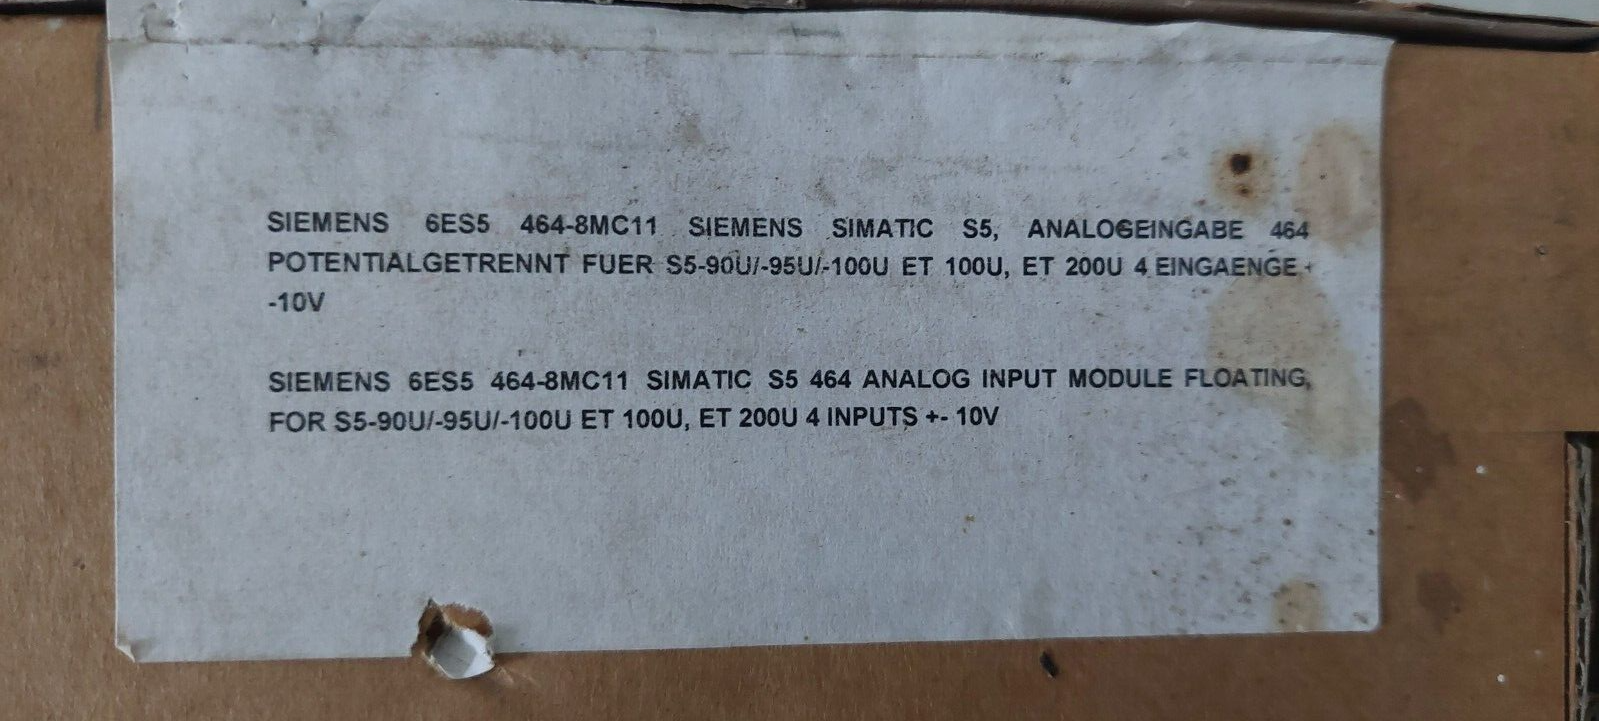 SIEMENS 6ES5 464-8MC11 SIEMENS SIMATIC S5, ANALOGEINGABE 464
POTENTIALGETRENNT FUER S5-90U/-95U/-100U ET 100U, ET 200U 4 EINGAENGE +
-10V
SIEMENS 6ES5 464-8MC11 SIMATIC S5 464 ANALOG INPUT MODULE FLOATING,
FOR S5-90U/-95U/-100U ET 100U, ET 200U 4 INPUTS +- 10V